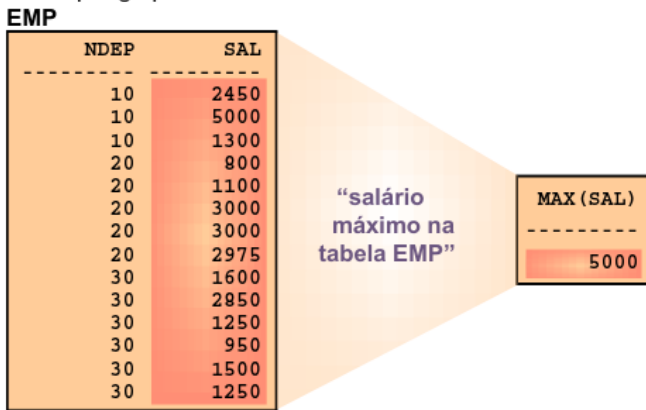 EMP
NDEP SAL
--------- ---------
10 2450
10 5000
10 1300
20 800
20 1100
20 3000
20 3000
20 2975
30 1600
30 2850
30 1250
30 950
30 1500
30 1250
“salário
máximo na
tabela EMP”
MAX(SAL)
---------
5000